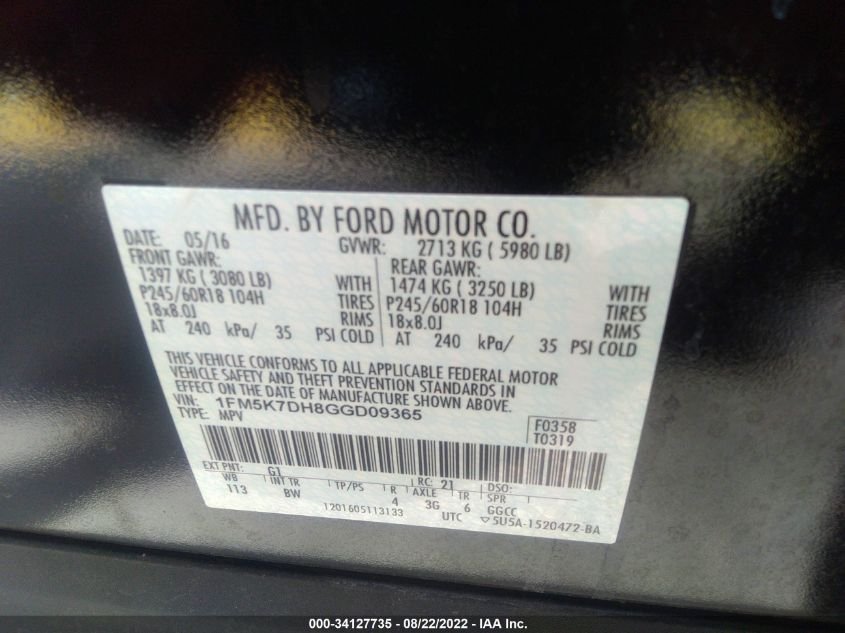 MFD. BY FORD MOTOR CO.
DATE: 05/16 GVWR: 2713 KG ( 5980 LB)
FRONT GAWR: REAR GAWR:
1397 KG ( 3080 LB) WITH 1474 KG ( 3250 LB) WITH
P245/60R18 104H TIRES P245/60R18 104H TIRES
18x8.0J RIMS 18x8.0J RIMS
AT 240 kPa/ 35 PSI COLD AT 240 kPa/ 35 PSI COLD
THIS VEHICLE CONFORMS TO ALL APPLICABLE FEDERAL MOTOR
VEHICLE SAFETY AND THEFT PREVENTION STANDARDS IN
EFFECT ON THE DATE OF MANUFACTURE SHOWN ABOVE.
VIN: 1FM5K7DH8GGD09365 F0358
TYPE: MPV T0319
EXT PNT: G1 RC: 21 DSO:
WB INT TR TP/PS R AXLE TR SPR
113 BW 4 3G 6 GGCC
1201605113133 UTC ▽5U5A-1520472-BA
000-34127735 - 08/22/2022 - IAA Inc.